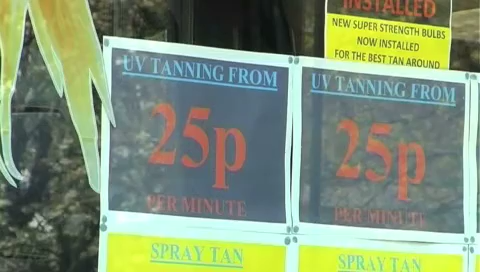 INSTALLED
NEW SUPER STRENGTH BULBS
NOW INSTALLED
FOR THE BEST TAN AROUND
UV TANNING FROM
25p
PER MINUTE
UV TANNING FROM
25p
PER MINUTE
SPRAY TAN
SPRAY TAN